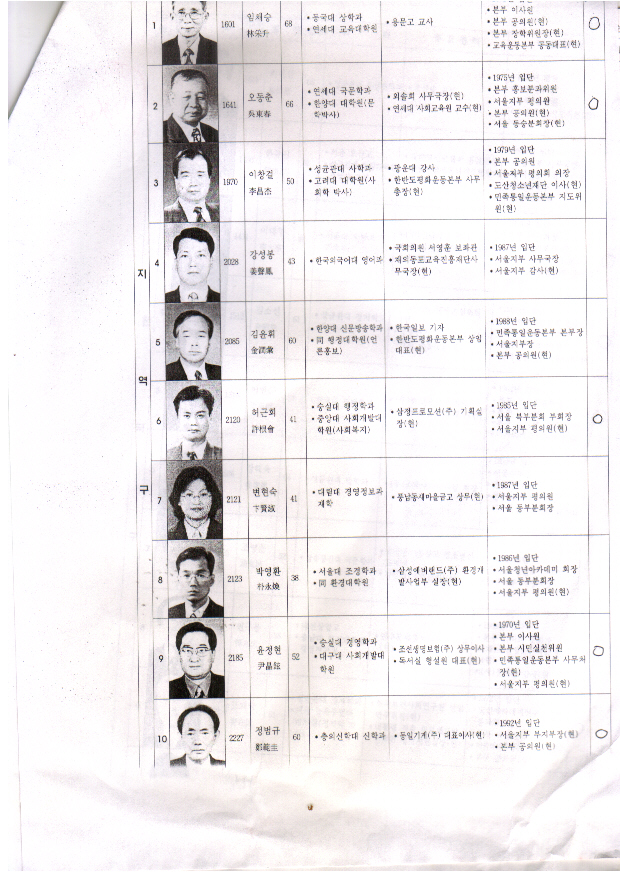 지
역
구
1
1601
임재승
林栄升
68
• 동국대 상학과
• 연세대 교육대학원
• 용문고 교사
• 본부 이사원
• 본부 공의원(현)
• 본부 장학위원장(현)
• 교육운동본부 공동대표(현)
2
1641
오동춘
吳東春
66
• 연세대 국문학과
• 한양대 대학원(문
학박사)
• 외솔회 사무국장(현)
• 연세대 사회교육원 교수(현)
• 1975년 입단
• 본부 홍보분과위원
• 서울지부 평의원
• 본부 공의원(현)
• 서울 동승분회장(현)
3
1970
이창걸
李昌杰
50
• 성균관대 사학과
• 고려대 대학원(사
회학 박사)
• 광운대 강사
• 한반도평화운동본부 사무
총장(현)
• 1979년 입단
• 본부 공의원
• 서울지부 평의회 의장
• 도산청소년재단 이사(현)
• 민족통일운동본부 지도위
원(현)
4
2028
강성봉
姜聲鳳
43
• 한국외국어대 영어과
• 국회의원 서영훈 보좌관
• 재외동포교육진흥재단사
무국장(현)
• 1987년 입단
• 서울지부 사무국장
• 서울지부 감사(현)
5
2085
김윤휘
60
• 한양대 신문방송학과
• 同 행정대학원(언
론홍보)
• 한국일보 기자
• 한반도평화운동본부 상임
대표(현)
• 1988년 입단
• 민족통일운동본부 본부장
• 서울지부장
• 본부 공의원(현)
6
2120
허근회
許根會
41
• 숭실대 행정학과
• 중앙대 사회개발대
학원(사회복지)
• 삼정프로모션(주) 기획실
장(현)
• 1985년 입단
• 서울 북부분회 부회장
• 서울지부 평의원(현)
7
2121
변현숙
卞賢淑
41
• 대림대 경영정보과
재학
• 풍남동새마을금고 상무(현)
• 1987년 입단
• 서울지부 평의원
• 서울 동부분회장
8
2123
박영환
朴永煥
38
• 서울대 조경학과
• 同 환경대학원
• 삼성에버랜드(주) 환경개
발사업부 실장(현)
• 1986년 입단
• 서울청년아카데미 회장
• 서울 동부분회장
• 서울지부 평의원(현)
9
2185
윤정현
尹晶鉉
52
• 숭실대 경영학과
• 대구대 사회개발대
학원
• 조선생명보험(주) 상무이사
• 독서실 형설원 대표(현)
• 1970년 입단
• 본부 이사원
• 본부 시민실천위원
• 민족통일운동본부 사무처
장(현)
• 서울지부 평의원(현)
10
2227
정범규
鄭範圭
60
• 총의신학대 신학과
• 동일기계(주) 대표이사(현)
• 1992년 입단
• 서울지부 부지부장(현)
• 본부 공의원(현)